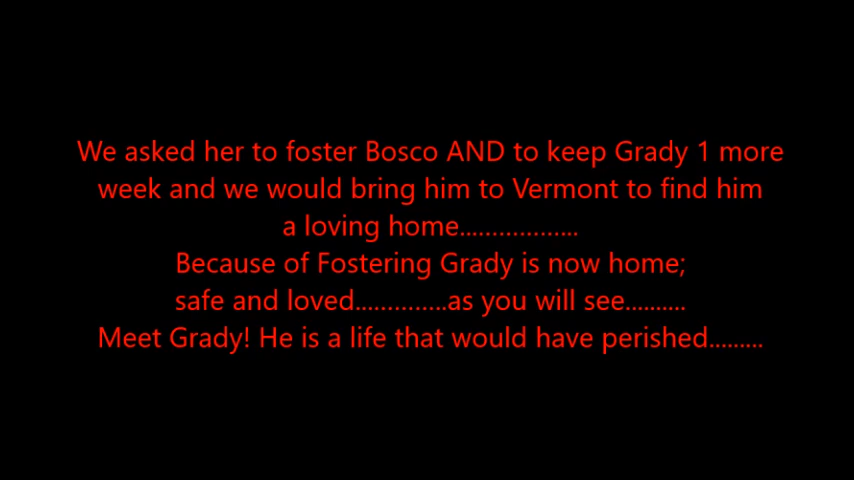 We asked her to foster Bosco AND to keep Grady 1 more
week and we would bring him to Vermont to find him
a loving home.................
Because of Fostering Grady is now home;
safe and loved..............as you will see..........
Meet Grady! He is a life that would have perished.........